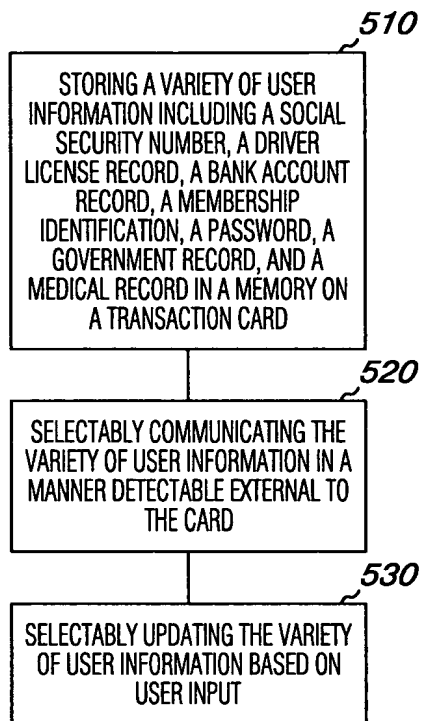 510
STORING A VARIETY OF USER
INFORMATION INCLUDING A SOCIAL
SECURITY NUMBER, A DRIVER
LICENSE RECORD, A BANK ACCOUNT
RECORD, A MEMBERSHIP
IDENTIFICATION, A PASSWORD, A
GOVERNMENT RECORD, AND A
MEDICAL RECORD IN A MEMORY ON
A TRANSACTION CARD
520
SELECTABLY COMMUNICATING THE
VARIETY OF USER INFORMATION IN A
MANNER DETECTABLE EXTERNAL TO
THE CARD
530
SELECTABLY UPDATING THE VARIETY
OF USER INFORMATION BASED ON
USER INPUT